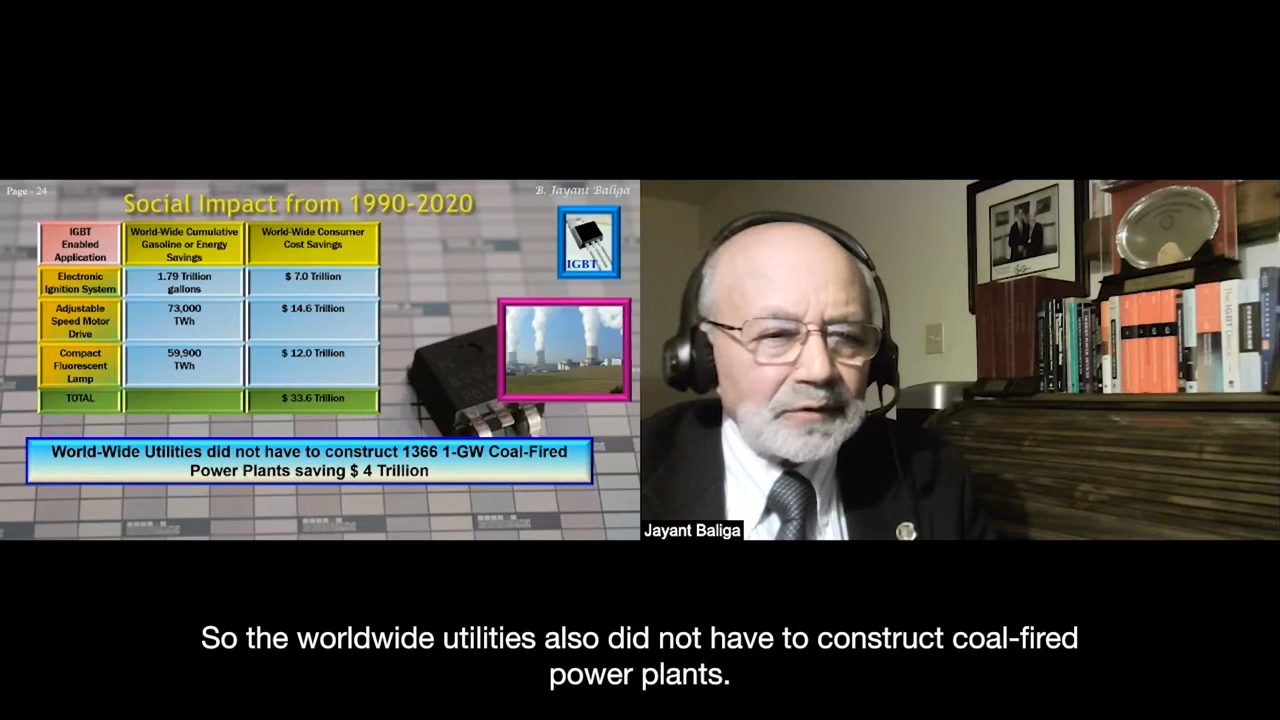 Page - 24
B. Jayant Baliga
Social Impact from 1990-2020
IGBT
Enabled
Application
World-Wide Cumulative
Gasoline or Energy
Savings
World-Wide Consumer
Cost Savings
Electronic
Ignition System
1.79 Trillion
gallons
$ 7.0 Trillion
Adjustable
Speed Motor
Drive
73,000
TWh
$ 14.6 Trillion
Compact
Fluorescent
Lamp
59,900
TWh
$ 12.0 Trillion
TOTAL
$ 33.6 Trillion
IGBT
World-Wide Utilities did not have to construct 1366 1-GW Coal-Fired
Power Plants saving $ 4 Trillion
Jayant Baliga
So the worldwide utilities also did not have to construct coal-fired
power plants.